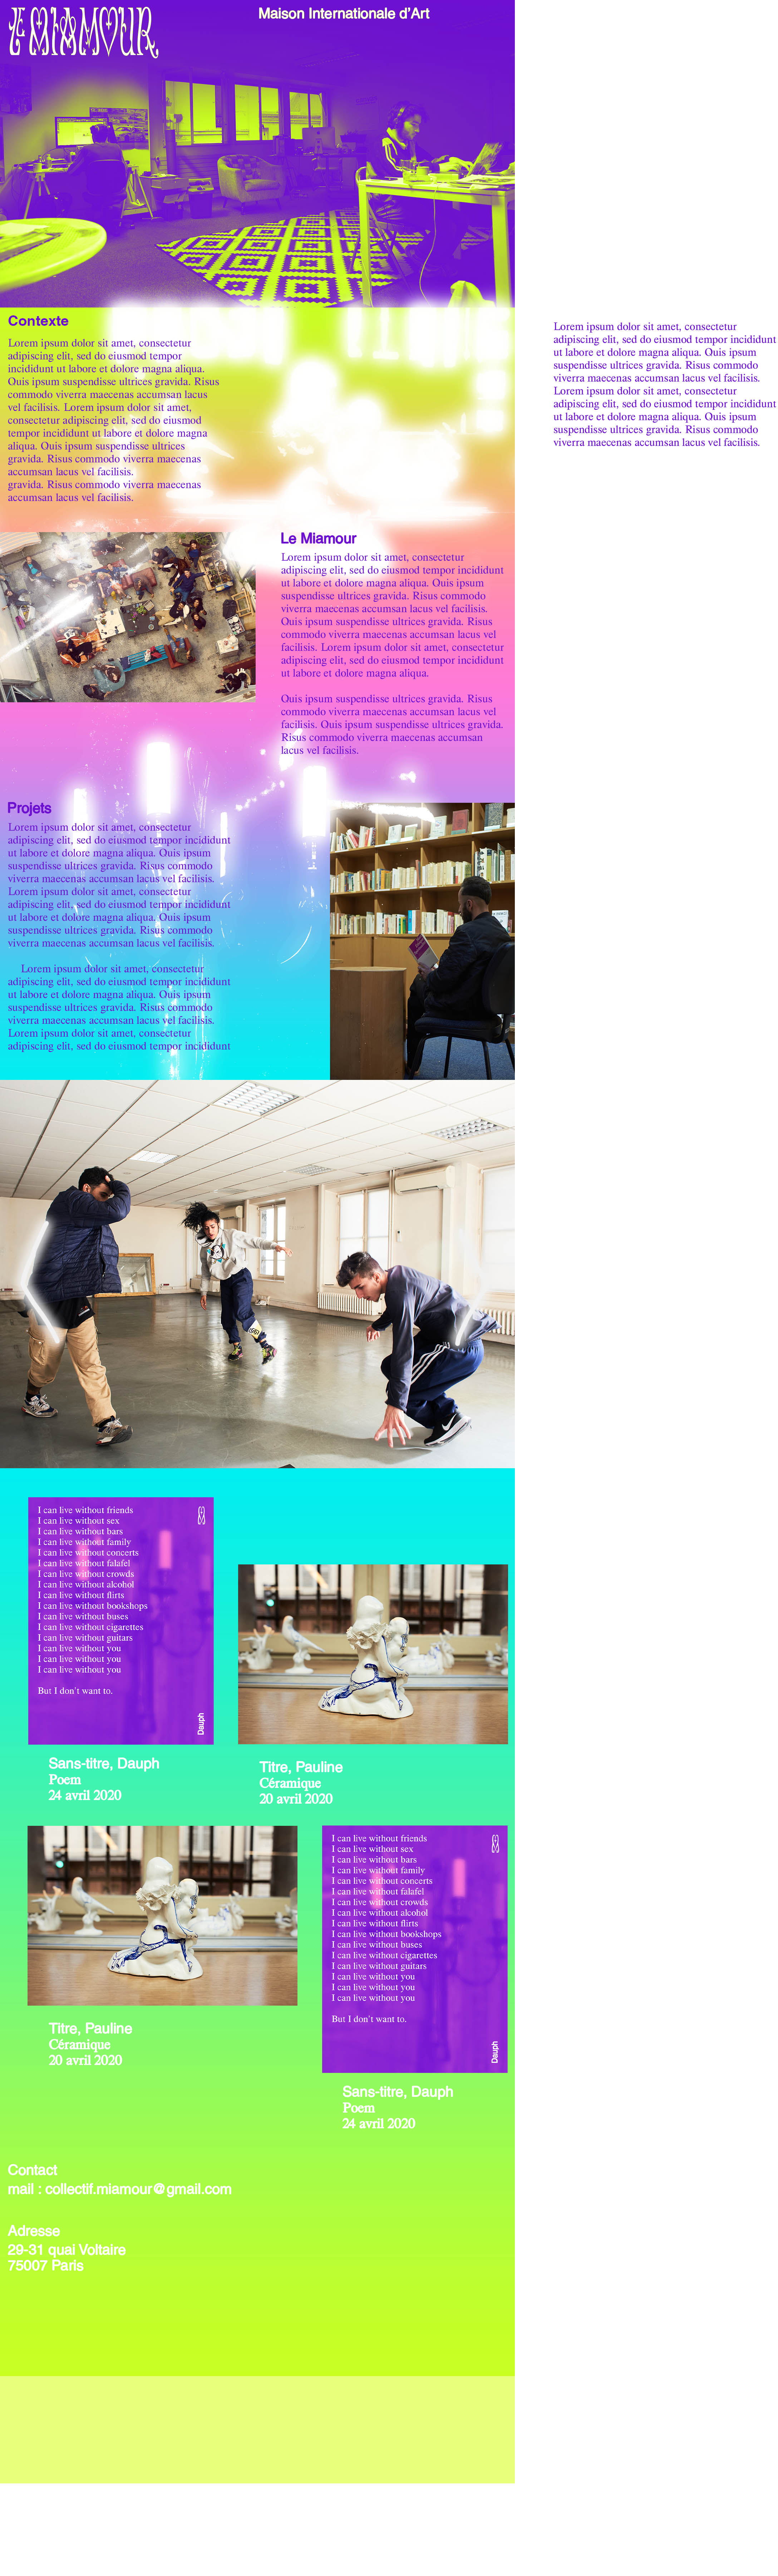 LE MIAMOUR
Maison Internationale d'Art
Contexte
Lorem ipsum dolor sit amet, consectetur
adipiscing elit, sed do eiusmod tempor
incididunt ut labore et dolore magna aliqua.
Quis ipsum suspendisse ultrices gravida. Risus
commodo viverra maecenas accumsan lacus
vel facilisis. Lorem ipsum dolor sit amet,
consectetur adipiscing elit, sed do eiusmod
tempor incididunt ut labore et dolore magna
aliqua. Quis ipsum suspendisse ultrices
gravida. Risus commodo viverra maecenas
accumsan lacus vel facilisis.
gravida. Risus commodo viverra maecenas
accumsan lacus vel facilisis.
Lorem ipsum dolor sit amet, consectetur
adipiscing elit, sed do eiusmod tempor incididunt
ut labore et dolore magna aliqua. Quis ipsum
suspendisse ultrices gravida. Risus commodo
viverra maecenas accumsan lacus vel facilisis.
Lorem ipsum dolor sit amet, consectetur
adipiscing elit, sed do eiusmod tempor incididunt
ut labore et dolore magna aliqua. Quis ipsum
suspendisse ultrices gravida. Risus commodo
viverra maecenas accumsan lacus vel facilisis.
Le Miamour
Lorem ipsum dolor sit amet, consectetur
adipiscing elit, sed do eiusmod tempor incididunt
ut labore et dolore magna aliqua. Quis ipsum
suspendisse ultrices gravida. Risus commodo
viverra maecenas accumsan lacus vel facilisis.
Quis ipsum suspendisse ultrices gravida. Risus
commodo viverra maecenas accumsan lacus vel
facilisis. Lorem ipsum dolor sit amet, consectetur
adipiscing elit, sed do eiusmod tempor incididunt
ut labore et dolore magna aliqua.
Quis ipsum suspendisse ultrices gravida. Risus
commodo viverra maecenas accumsan lacus vel
facilisis. Quis ipsum suspendisse ultrices gravida.
Risus commodo viverra maecenas accumsan
lacus vel facilisis.
Projets
Lorem ipsum dolor sit amet, consectetur
adipiscing elit, sed do eiusmod tempor incididunt
ut labore et dolore magna aliqua. Quis ipsum
suspendisse ultrices gravida. Risus commodo
viverra maecenas accumsan lacus vel facilisis.
Lorem ipsum dolor sit amet, consectetur
adipiscing elit, sed do eiusmod tempor incididunt
ut labore et dolore magna aliqua. Quis ipsum
suspendisse ultrices gravida. Risus commodo
viverra maecenas accumsan lacus vel facilisis.
Lorem ipsum dolor sit amet, consectetur
adipiscing elit, sed do eiusmod tempor incididunt
ut labore et dolore magna aliqua. Quis ipsum
suspendisse ultrices gravida. Risus commodo
viverra maecenas accumsan lacus vel facilisis.
Lorem ipsum dolor sit amet, consectetur
adipiscing elit, sed do eiusmod tempor incididunt
I can live without friends
I can live without sex
I can live without bars
I can live without family
I can live without concerts
I can live without falafel
I can live without crowds
I can live without alcohol
I can live without flirts
I can live without bookshops
I can live without buses
I can live without cigarettes
I can live without guitars
I can live without you
I can live without you
I can live without you
But I don't want to.
Dauph
Sans-titre, Dauph
Poem
24 avril 2020
Titre, Pauline
Céramique
20 avril 2020
Titre, Pauline
Céramique
20 avril 2020
I can live without friends
I can live without sex
I can live without bars
I can live without family
I can live without concerts
I can live without falafel
I can live without crowds
I can live without alcohol
I can live without flirts
I can live without bookshops
I can live without buses
I can live without cigarettes
I can live without guitars
I can live without you
I can live without you
I can live without you
But I don't want to.
Dauph
Sans-titre, Dauph
Poem
24 avril 2020
Contact
mail : collectif.miamour@gmail.com
Adresse
29-31 quai Voltaire
75007 Paris